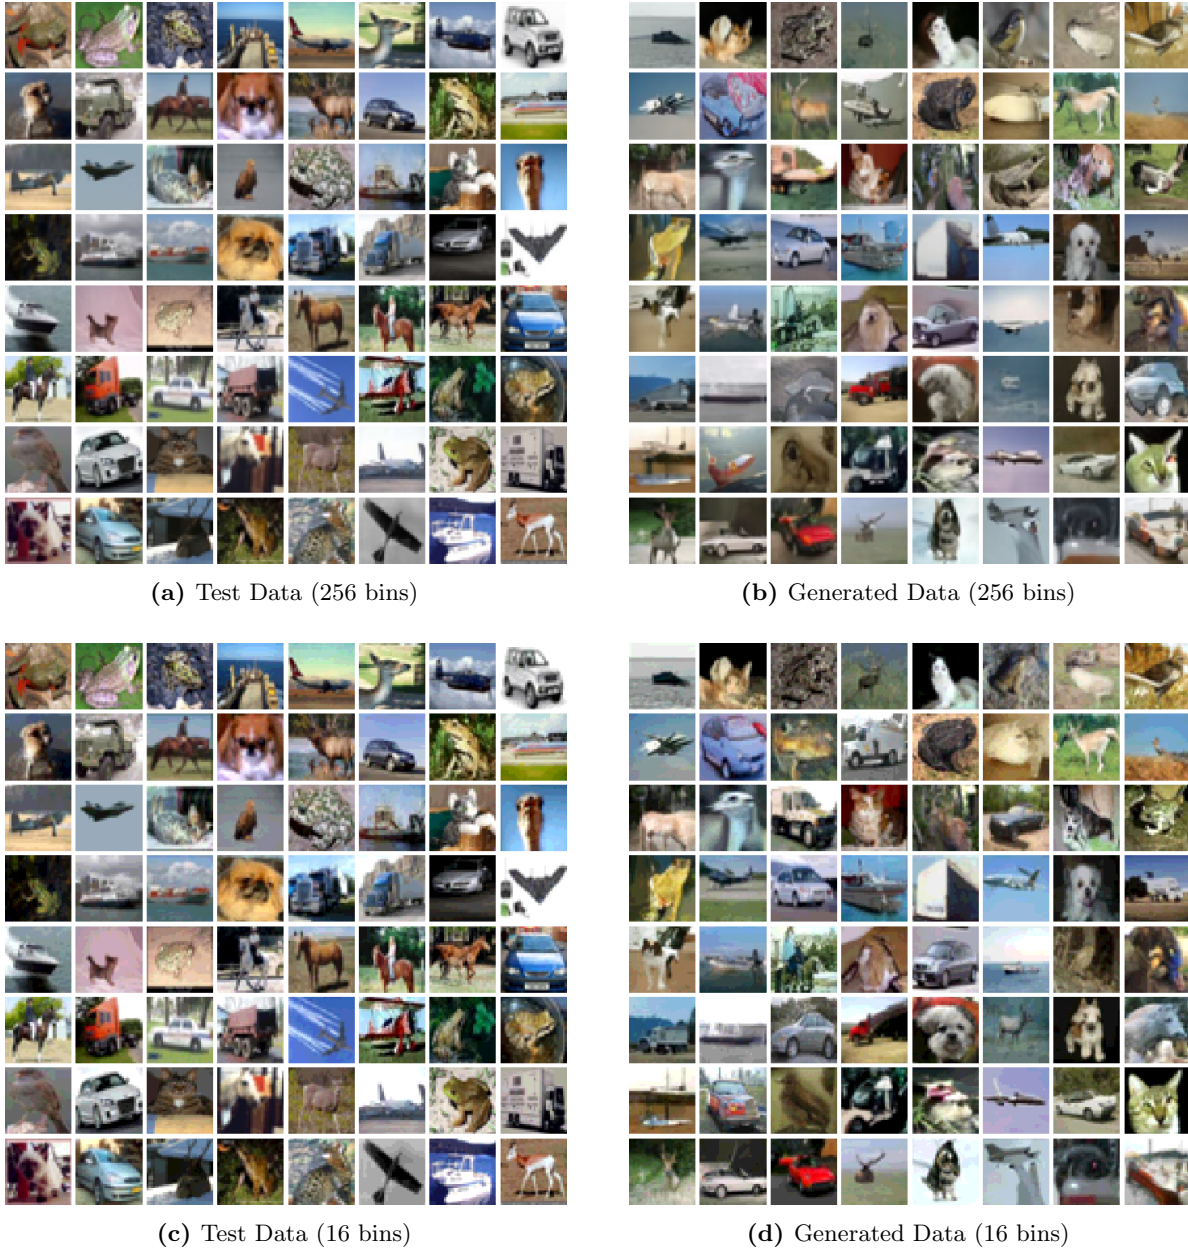 (a) Test Data (256 bins)
(b) Generated Data (256 bins)
(c) Test Data (16 bins)
(d) Generated Data (16 bins)